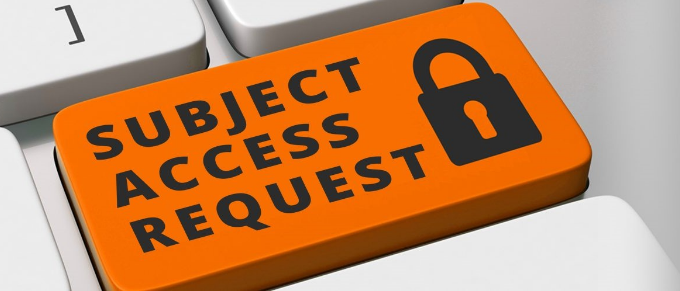 ]
SUBJECT
ACCESS
REQUEST